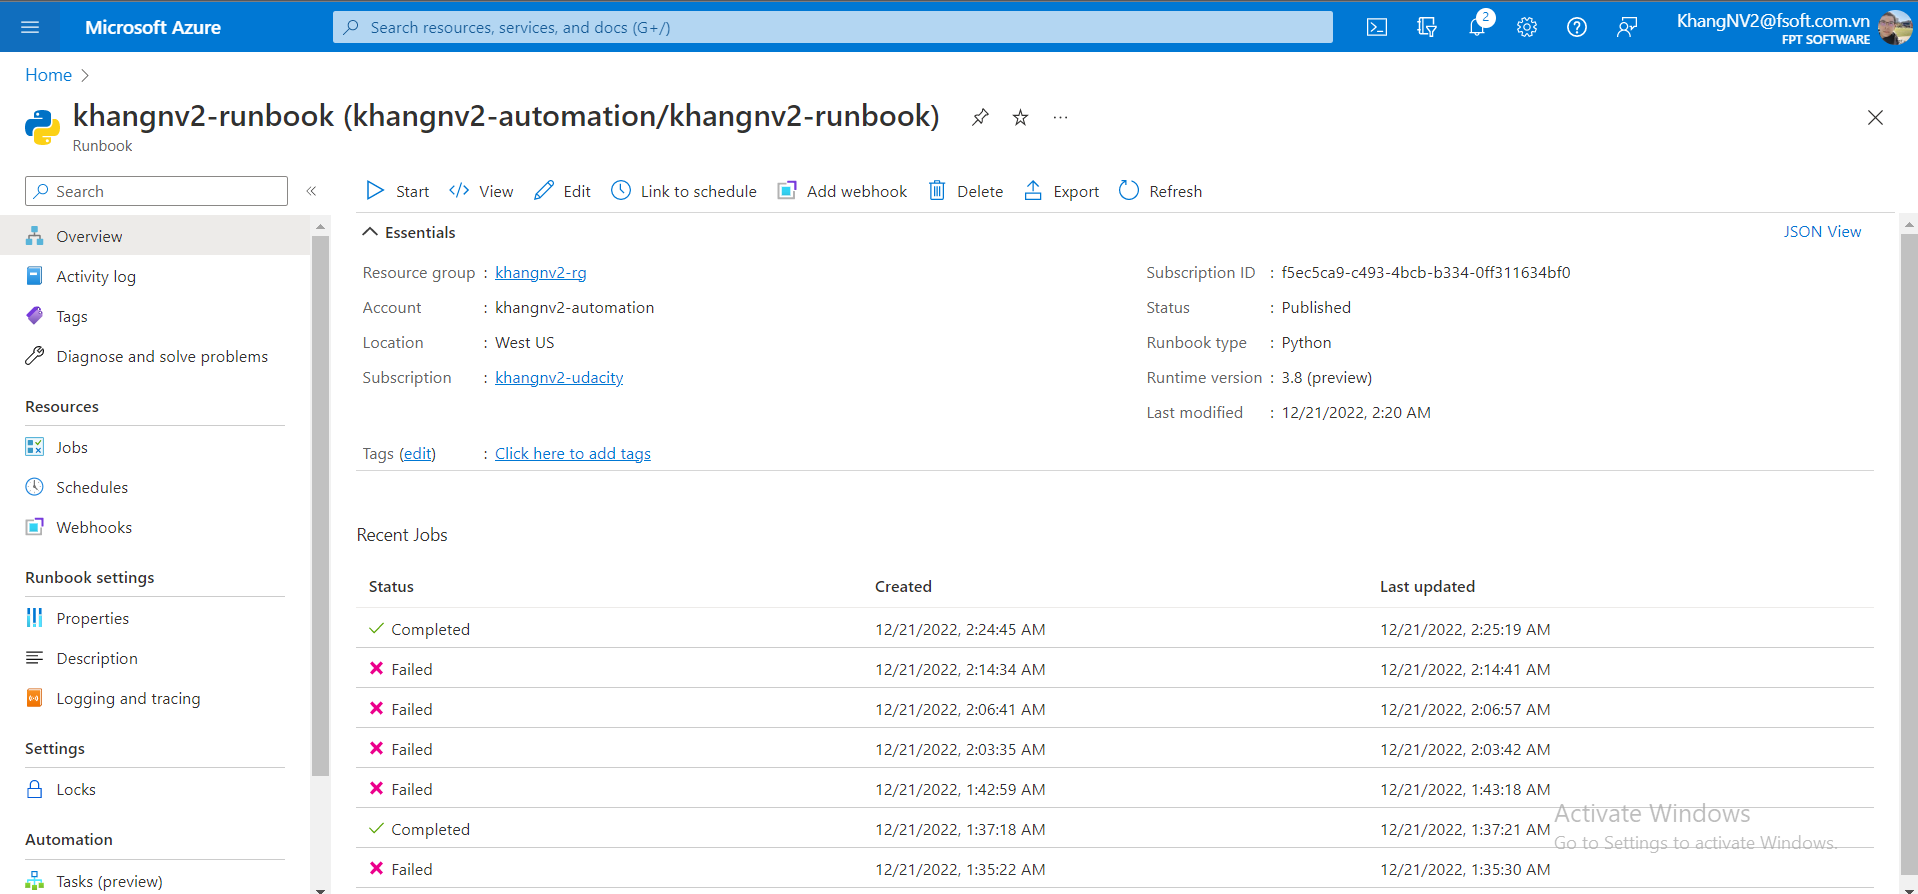 Microsoft Azure
Search resources, services, and docs (G+/)
2
KhangNV2@fsoft.com.vn
FPT SOFTWARE
Home
khangnv2-runbook (khangnv2-automation/khangnv2-runbook)
Runbook
Search
Start
View
Edit
Link to schedule
Add webhook
Delete
Export
Refresh
Overview
Activity log
Tags
Diagnose and solve problems
Resources
Jobs
Schedules
Webhooks
Runbook settings
Properties
Description
Logging and tracing
Settings
Locks
Automation
Tasks (preview)
Essentials
JSON View
Resource group : khangnv2-rg
Account : khangnv2-automation
Location : West US
Subscription : khangnv2-udacity
Subscription ID : f5ec5ca9-c493-4bcb-b334-0ff311634bf0
Status : Published
Runbook type : Python
Runtime version : 3.8 (preview)
Last modified : 12/21/2022, 2:20 AM
Tags (edit) : Click here to add tags
Recent Jobs
Status Created Last updated
Completed 12/21/2022, 2:24:45 AM 12/21/2022, 2:25:19 AM
Failed 12/21/2022, 2:14:34 AM 12/21/2022, 2:14:41 AM
Failed 12/21/2022, 2:06:41 AM 12/21/2022, 2:06:57 AM
Failed 12/21/2022, 2:03:35 AM 12/21/2022, 2:03:42 AM
Failed 12/21/2022, 1:42:59 AM 12/21/2022, 1:43:18 AM
Completed 12/21/2022, 1:37:18 AM 12/21/2022, 1:37:21 AM
Failed 12/21/2022, 1:35:22 AM 12/21/2022, 1:35:30 AM
Activate Windows
Go to Settings to activate Windows.